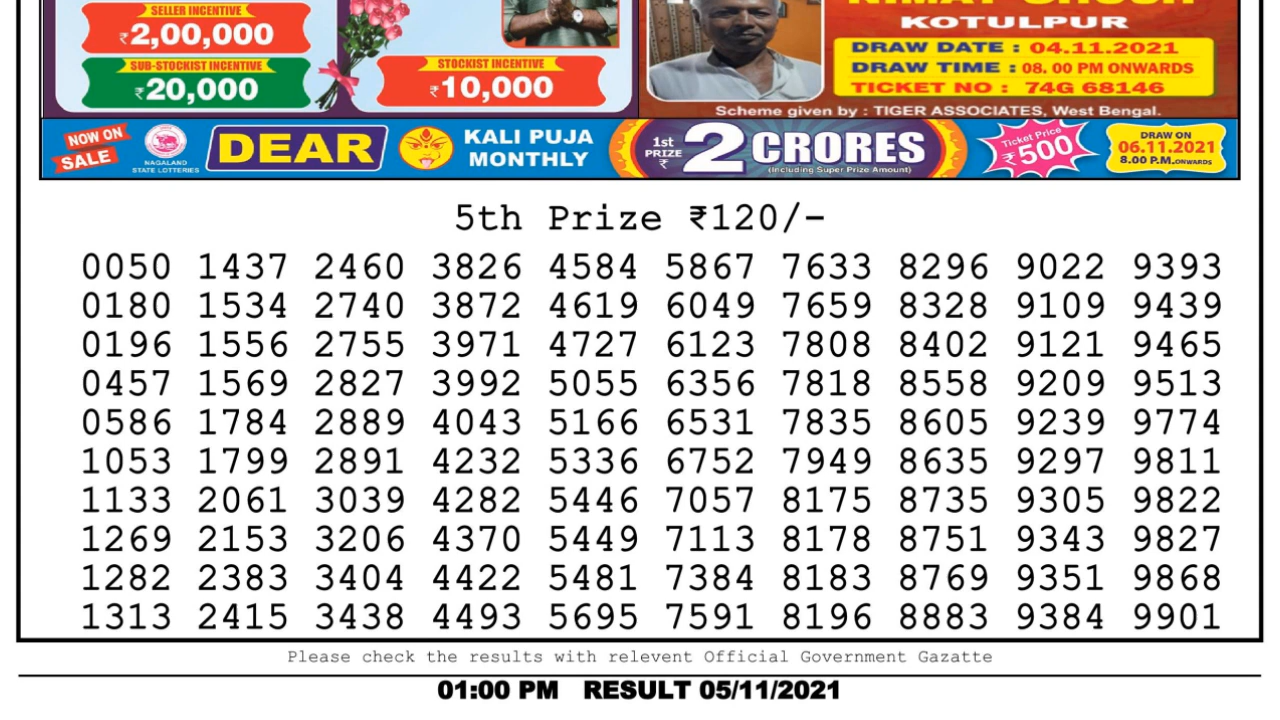 SELLER INCENTIVE
₹2,00,000
SUB-STOCKIST INCENTIVE
₹20,000
STOCKIST INCENTIVE
₹10,000
KOTULPUR
DRAW DATE : 04.11.2021
DRAW TIME : 08. 00 PM ONWARDS
TICKET NO : 74G 68146
Scheme given by : TIGER ASSOCIATES, West Bengal.
NOW ON
SALE
NAGALAND
STATE LOTTERIES
DEAR
KALI PUJA
MONTHLY
1st
PRIZE
₹
2 CRORES
(Including Super Prize Amount)
Ticket Price
₹500
DRAW ON
06.11.2021
8.00 P.M.ONWARDS
5th Prize ₹120/-
0050 1437 2460 3826 4584 5867 7633 8296 9022 9393
0180 1534 2740 3872 4619 6049 7659 8328 9109 9439
0196 1556 2755 3971 4727 6123 7808 8402 9121 9465
0457 1569 2827 3992 5055 6356 7818 8558 9209 9513
0586 1784 2889 4043 5166 6531 7835 8605 9239 9774
1053 1799 2891 4232 5336 6752 7949 8635 9297 9811
1133 2061 3039 4282 5446 7057 8175 8735 9305 9822
1269 2153 3206 4370 5449 7113 8178 8751 9343 9827
1282 2383 3404 4422 5481 7384 8183 8769 9351 9868
1313 2415 3438 4493 5695 7591 8196 8883 9384 9901
Please check the results with relevent Official Government Gazatte
01:00 PM RESULT 05/11/2021